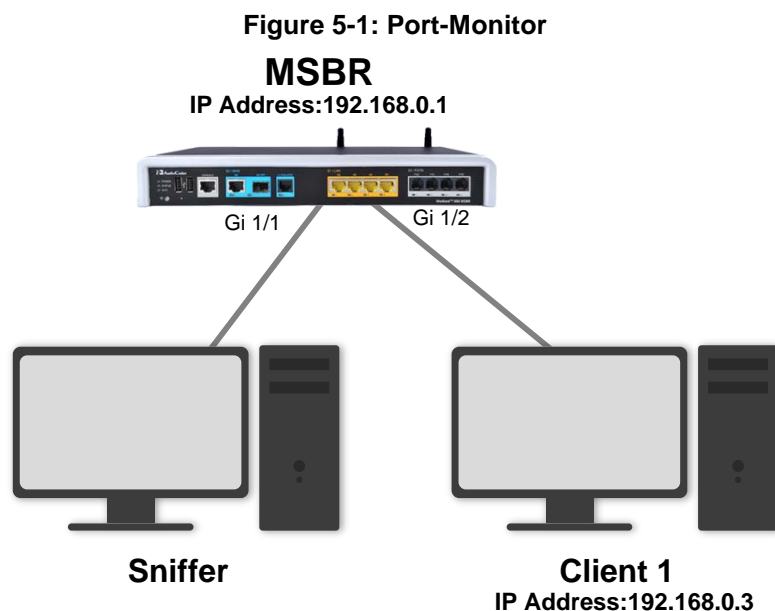 Figure 5-1: Port-Monitor
MSBR
IP Address:192.168.0.1
Gi 1/1
Gi 1/2
Sniffer
Client 1
IP Address:192.168.0.3